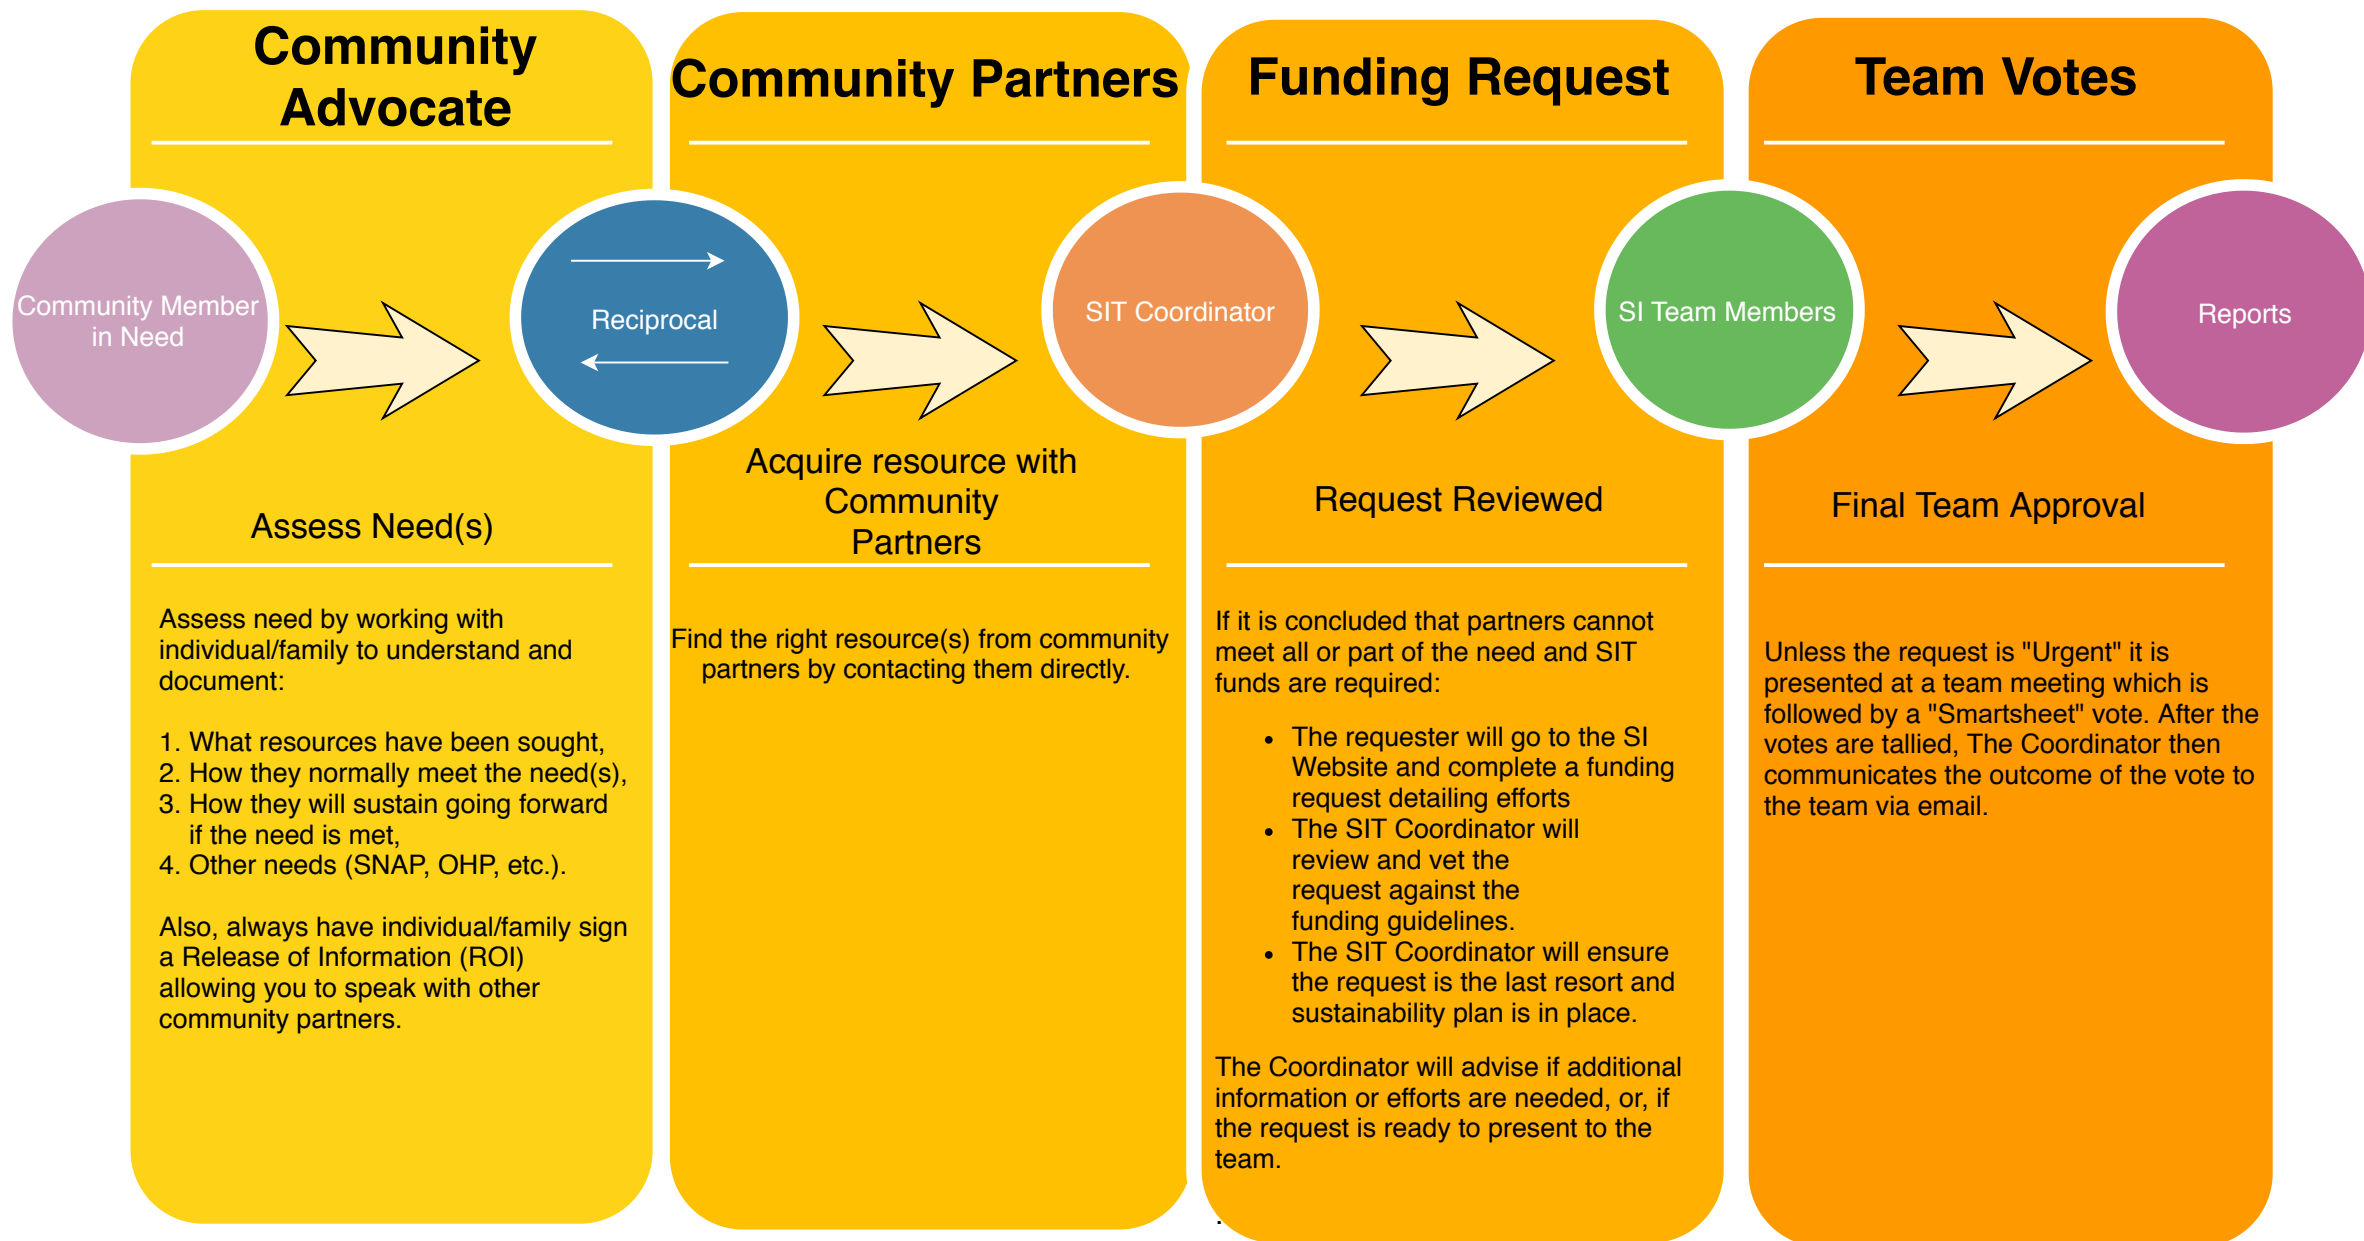 Community
Advocate
Community Member
in Need
Assess Need(s)
Assess need by working with
individual/family to understand and
document:
1. What resources have been sought,
2. How they normally meet the need(s),
3. How they will sustain going forward
if the need is met,
4. Other needs (SNAP, OHP, etc.).
Also, always have individual/family sign
a Release of Information (ROI)
allowing you to speak with other
community partners.
Reciprocal
Community Partners
Acquire resource with
Community
Partners
Find the right resource(s) from community
partners by contacting them directly.
SIT Coordinator
Funding Request
Request Reviewed
If it is concluded that partners cannot
meet all or part of the need and SIT
funds are required:
• The requester will go to the SI
Website and complete a funding
request detailing efforts
• The SIT Coordinator will
review and vet the
request against the
funding guidelines.
• The SIT Coordinator will ensure
the request is the last resort and
sustainability plan is in place.
The Coordinator will advise if additional
information or efforts are needed, or, if
the request is ready to present to the
team.
.
SI Team Members
Team Votes
Final Team Approval
Unless the request is "Urgent" it is
presented at a team meeting which is
followed by a "Smartsheet" vote. After the
votes are tallied, The Coordinator then
communicates the outcome of the vote to
the team via email.
Reports